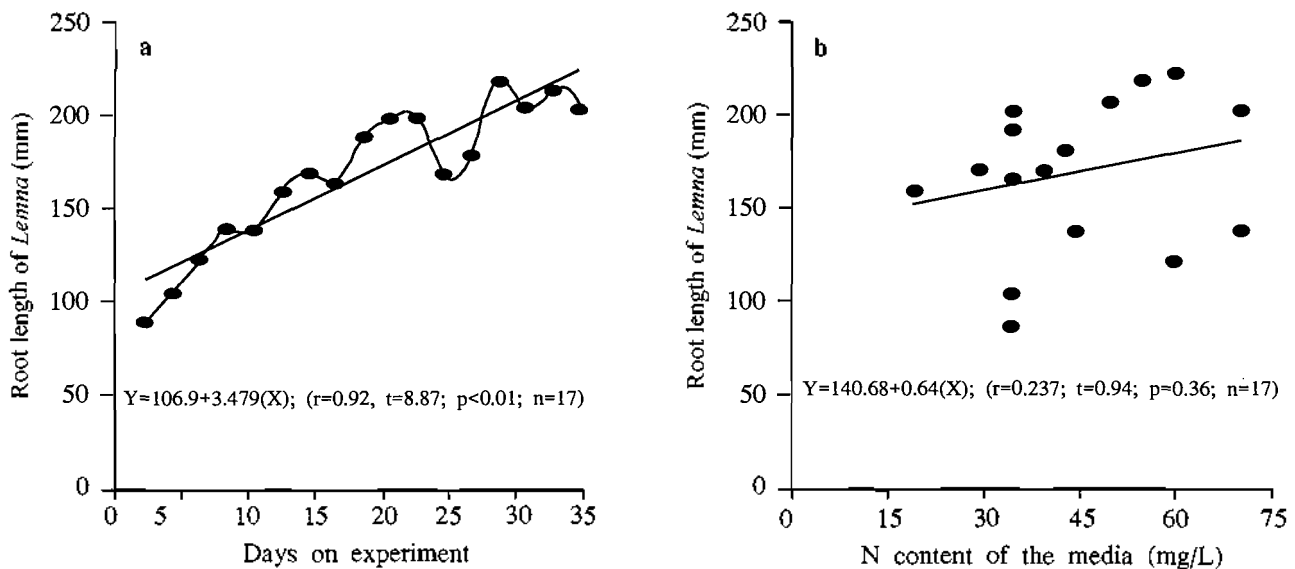 a
250
200
150
100
50
0
Root length of Lemna (mm)
Y=106.9+3.479(X); (r=0.92, t=8.87; p<0.01; n=17)
0 5 10 15 20 25 30 35
Days on experiment
b
250
200
150
100
50
0
Root length of Lemna (mm)
Y=140.68+0.64(X); (r=0.237; t=0.94; p=0.36; n=17)
0 15 30 45 60 75
N content of the media (mg/L)